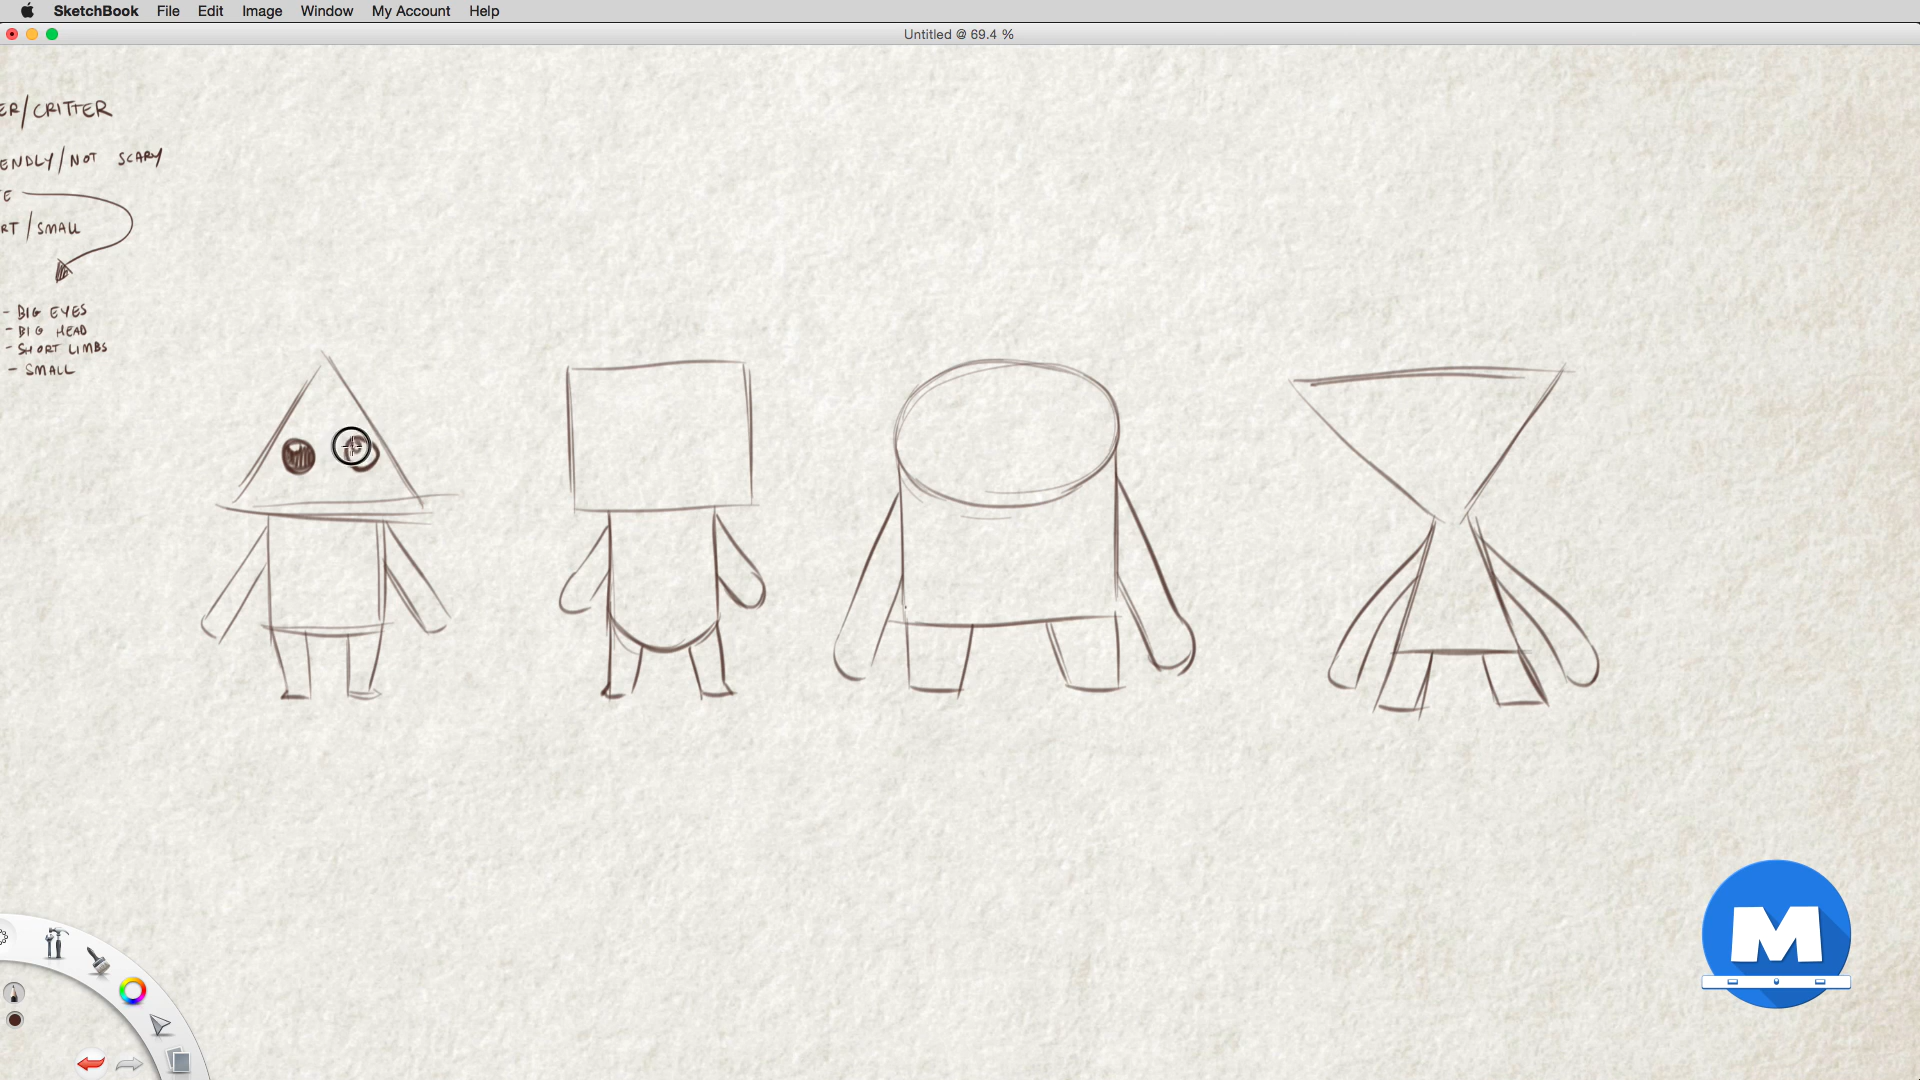 SketchBook File Edit Image Window My Account Help
Untitled @ 69.4 %
ER/CRITTER
ENDLY/NOT SCARY
TE
RT/SMALL
- BIG EYES
- BIG HEAD
- SHORT LIMBS
- SMALL
M